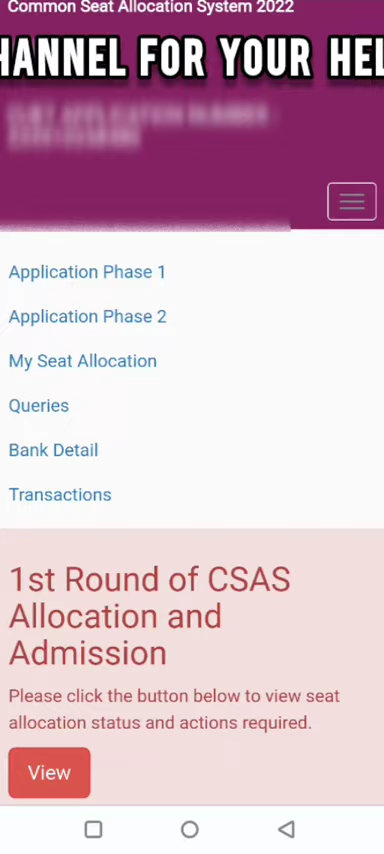 Common Seat Allocation System 2022
HANNEL FOR YOUR HEL
Application Phase 1
Application Phase 2
My Seat Allocation
Queries
Bank Detail
Transactions
1st Round of CSAS
Allocation and
Admission
Please click the button below to view seat
allocation status and actions required.
View